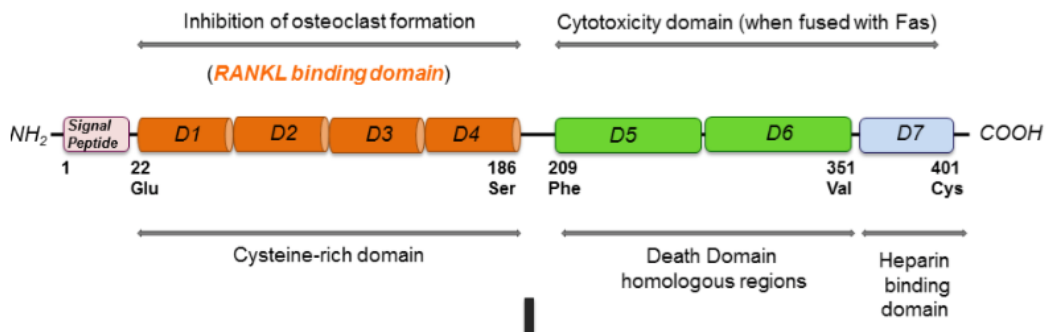 Inhibition of osteoclast formation
Cytotoxicity domain (when fused with Fas)
(RANKL binding domain)
NH2
Signal
Peptide
D1
D2
D3
D4
D5
D6
D7
COOH
1
22
Glu
186
Ser
209
Phe
351
Val
401
Cys
Cysteine-rich domain
Death Domain
homologous regions
Heparin
binding
domain